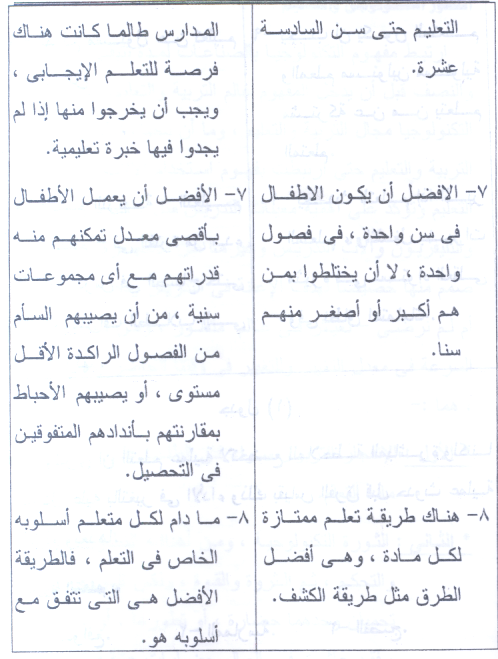 التعليم حتى سن السادسة
عشرة.
٧- الافضل أن يكون الاطفال
فى سن واحدة ، فى فصول
واحدة ، لا أن يختلطوا بمن
هم أكبر أو أصغر منهم
سنا.
٨- هناك طريقة تعلم ممتازة
لكل مادة ، وهى أفضل
الطرق مثل طريقة الكشف.
المدارس طالما كانت هناك
فرصة للتعلم الإيجابى ،
ويجب أن يخرجوا منها إذا لم
يجدوا فيها خبرة تعليمية.
٧- الأفضل أن يعمل الأطفال
بأقصى معدل تمكنهم منه
قدراتهم مع أى مجموعات
سنية ، من أن يصيبهم السأم
من الفصول الراكدة الأقل
مستوى ، أو يصيبهم الأحباط
بمقارنتهم بأندادهم المتفوقين
فى التحصيل.
٨- ما دام لكل متعلم أسلوبه
الخاص فى التعلم ، فالطريقة
الأفضل هى التى تتفق مع
أسلوبه هو.